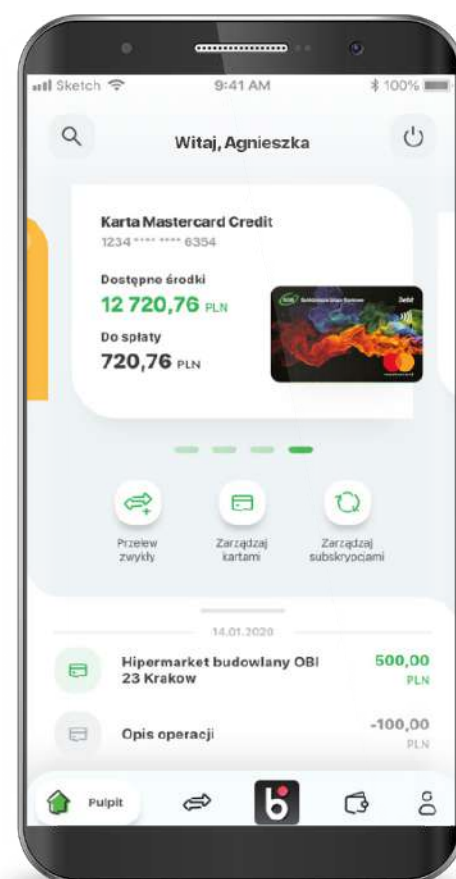 Sketch 9:41 AM 100%
Witaj, Agnieszka
Karta Mastercard Credit
1234 **** **** 6354
Dostępne środki
12 720,76 PLN
Do spłaty
720,76 PLN
Debit
Przelew
zwykły
Zarządzaj
kartami
Zarządzaj
subskrypcjami
14.01.2020
Hipermarket budowlany OBI
23 Krakow
500,00
PLN
Opis operacji
-100,00
PLN
Pulpit